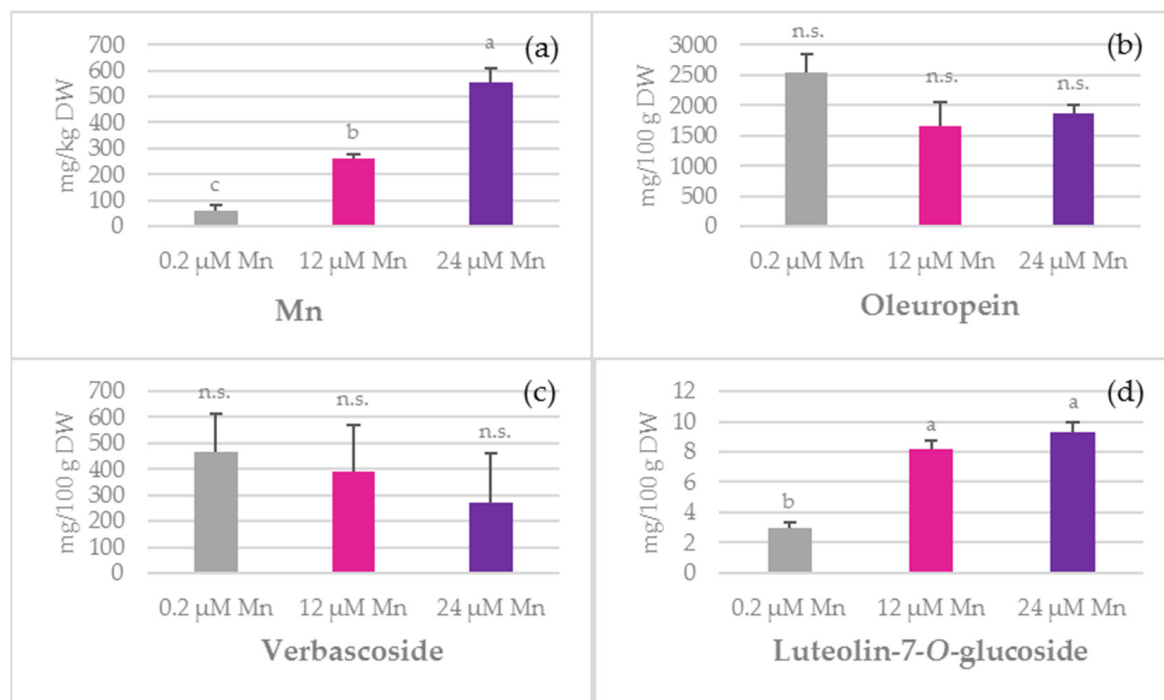 (a)
mg/kg DW
700
600
500
400
300
200
100
0
c
b
a
0.2 µM Mn 12 µM Mn 24 µM Mn
Mn
(b)
mg/100 g DW
3000
2500
2000
1500
1000
500
0
n.s.
n.s.
n.s.
0.2 µM Mn 12 µM Mn 24 µM Mn
Oleuropein
(c)
mg/100 g DW
700
600
500
400
300
200
100
0
n.s.
n.s.
n.s.
0.2 µM Mn 12 µM Mn 24 µM Mn
Verbascoside
(d)
mg/100 g DW
12
10
8
6
4
2
0
b
a
a
0.2 µM Mn 12 µM Mn 24 µM Mn
Luteolin-7-O-glucoside